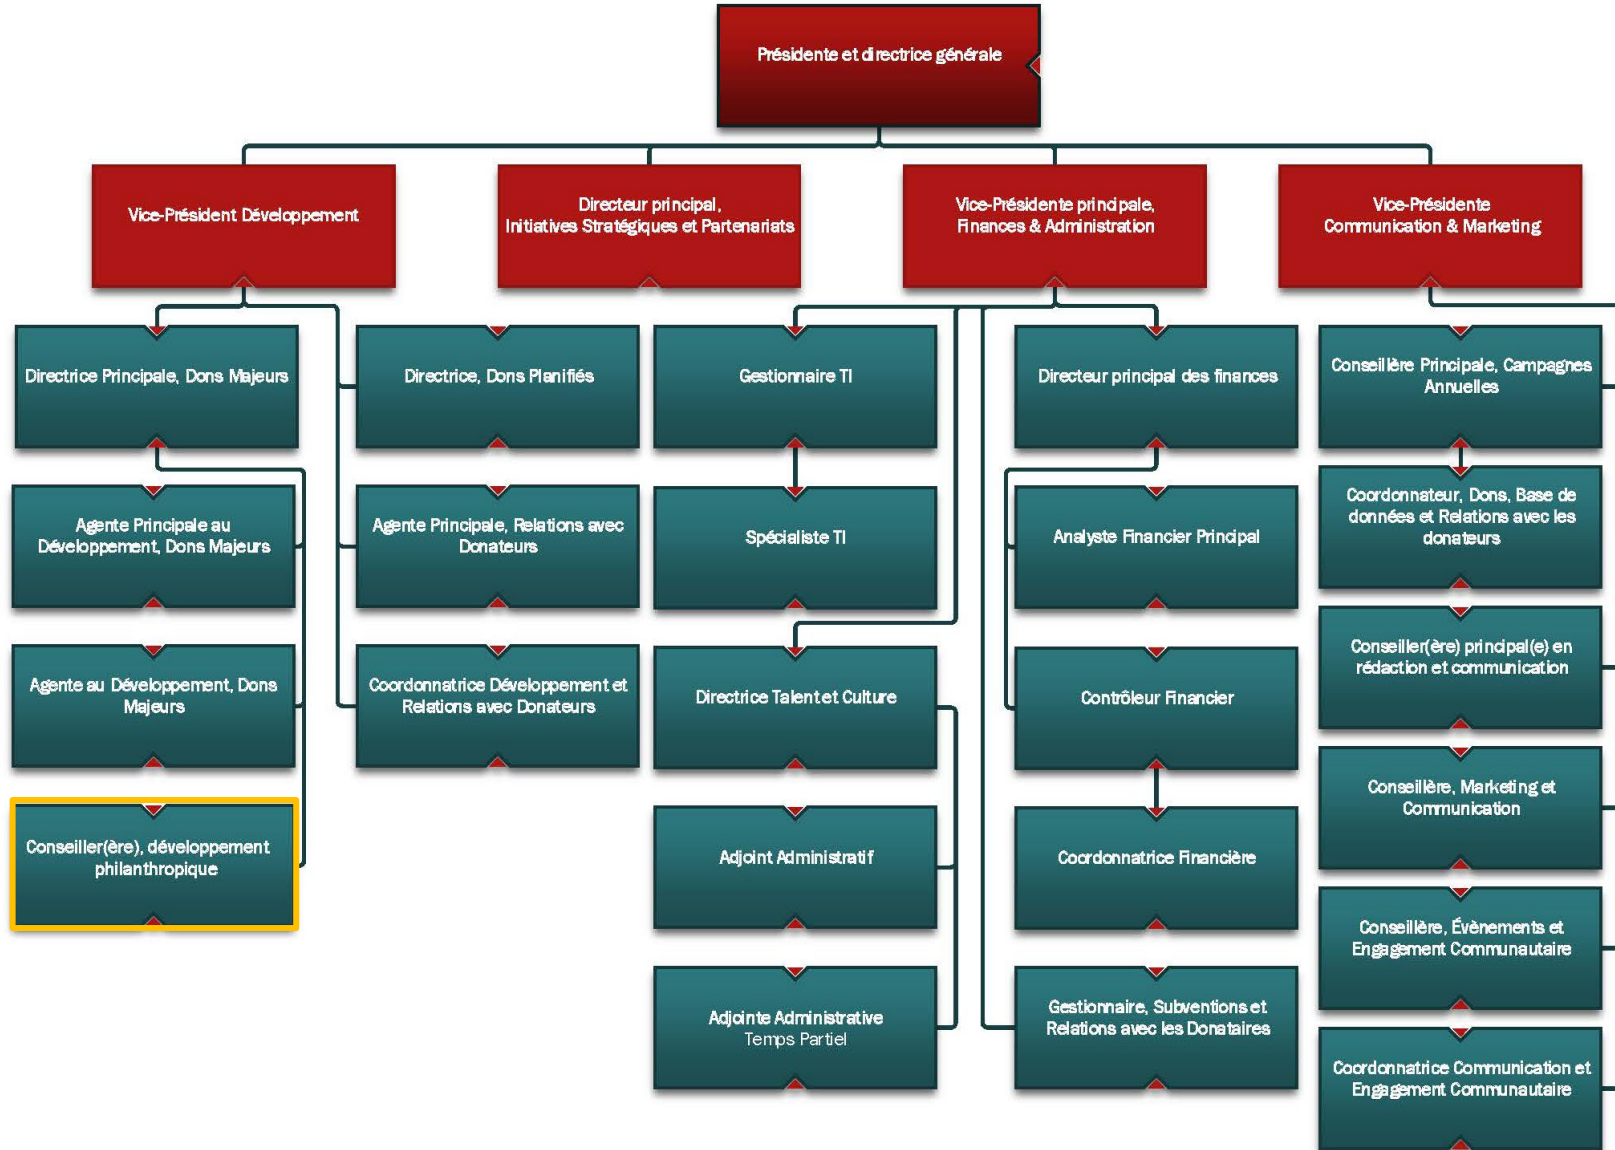 Présidente et directrice générale
Vice-Président Développement
Directeur principal,
Initiatives Stratégiques et Partenariats
Vice-Présidente principale,
Finances & Administration
Vice-Présidente
Communication & Marketing
Directrice Principale, Dons Majeurs
Directrice, Dons Planifiés
Gestionnaire TI
Directeur principal des finances
Conseillère Principale, Campagnes
Annuelles
Agente Principale au
Développement, Dons Majeurs
Agente Principale, Relations avec
Donateurs
Spécialiste TI
Analyste Financier Principal
Coordonnateur, Dons, Base de
données et Relations avec les
donateurs
Agente au Développement, Dons
Majeurs
Coordonnatrice Développement et
Relations avec Donateurs
Directrice Talent et Culture
Contrôleur Financier
Conseiller(ère) principal(e) en
rédaction et communication
Conseiller(ère), développement
philanthropique
Adjoint Administratif
Coordonnatrice Financière
Conseillère, Marketing et
Communication
Conseillère, Évènements et
Engagement Communautaire
Adjointe Administrative
Temps Partiel
Gestionnaire, Subventions et
Relations avec les Donataires
Coordonnatrice Communication et
Engagement Communautaire